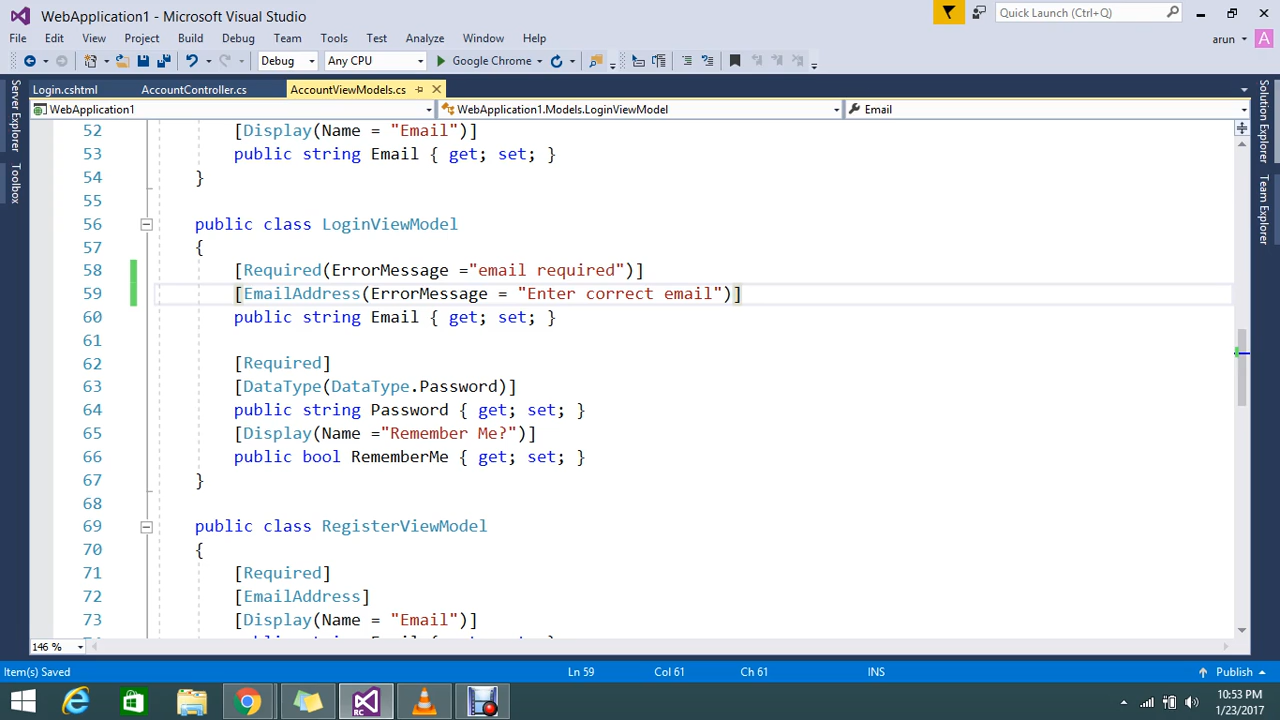 WebApplication1 - Microsoft Visual Studio
Quick Launch (Ctrl+Q)
File Edit View Project Build Debug Team Tools Test Analyze Window Help
arun A
Debug Any CPU Google Chrome
Login.cshtml AccountController.cs AccountViewModels.cs
WebApplication1 WebApplication1.Models.LoginViewModel Email
Server Explorer
Toolbox
Solution Explorer
Team Explorer
52 [Display(Name = "Email")]
53 public string Email { get; set; }
54 }
55
56 public class LoginViewModel
57 {
58 [Required(ErrorMessage ="email required")]
59 [EmailAddress(ErrorMessage = "Enter correct email")]
60 public string Email { get; set; }
61
62 [Required]
63 [DataType(DataType.Password)]
64 public string Password { get; set; }
65 [Display(Name ="Remember Me?")]
66 public bool RememberMe { get; set; }
67 }
68
69 public class RegisterViewModel
70 {
71 [Required]
72 [EmailAddress]
73 [Display(Name = "Email")]
146 %
Item(s) Saved Ln 59 Col 61 Ch 61 INS Publish
RC
10:53 PM
1/23/2017